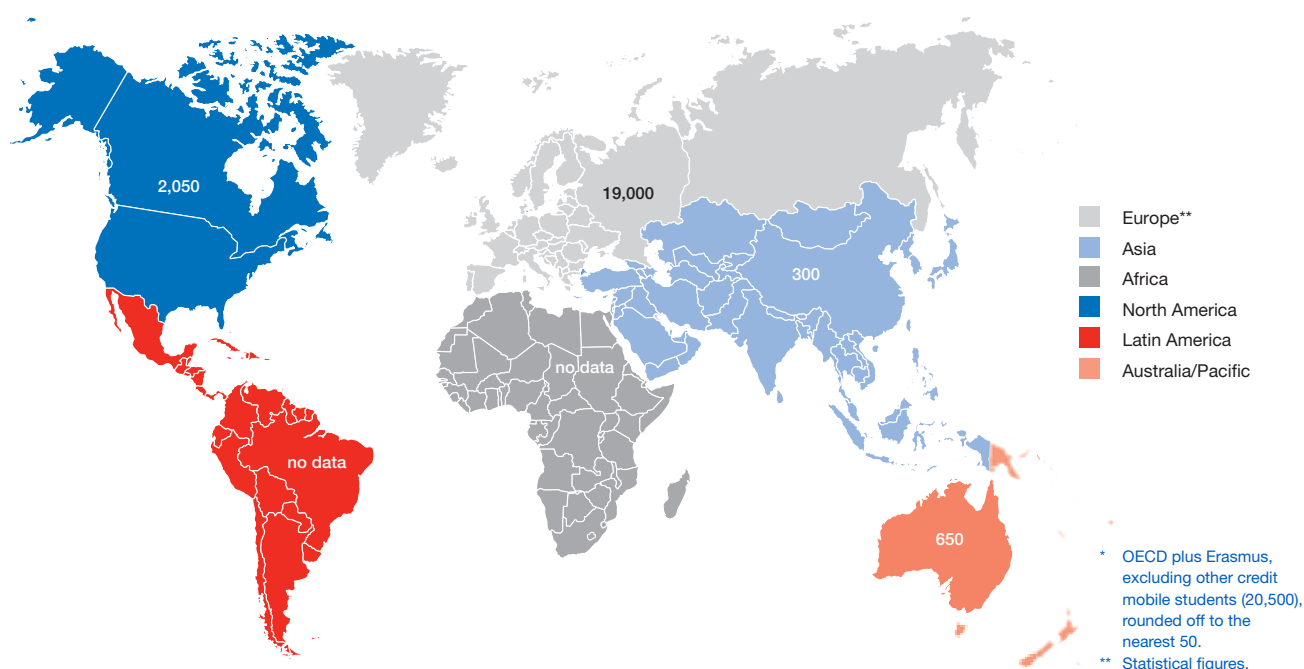 2,050
19,000
300
no data
no data
650
Europe**
Asia
Africa
North America
Latin America
Australia/Pacific
* OECD plus Erasmus,
excluding other credit
mobile students (20,500),
rounded off to the
nearest 50.
** Statistical figures.